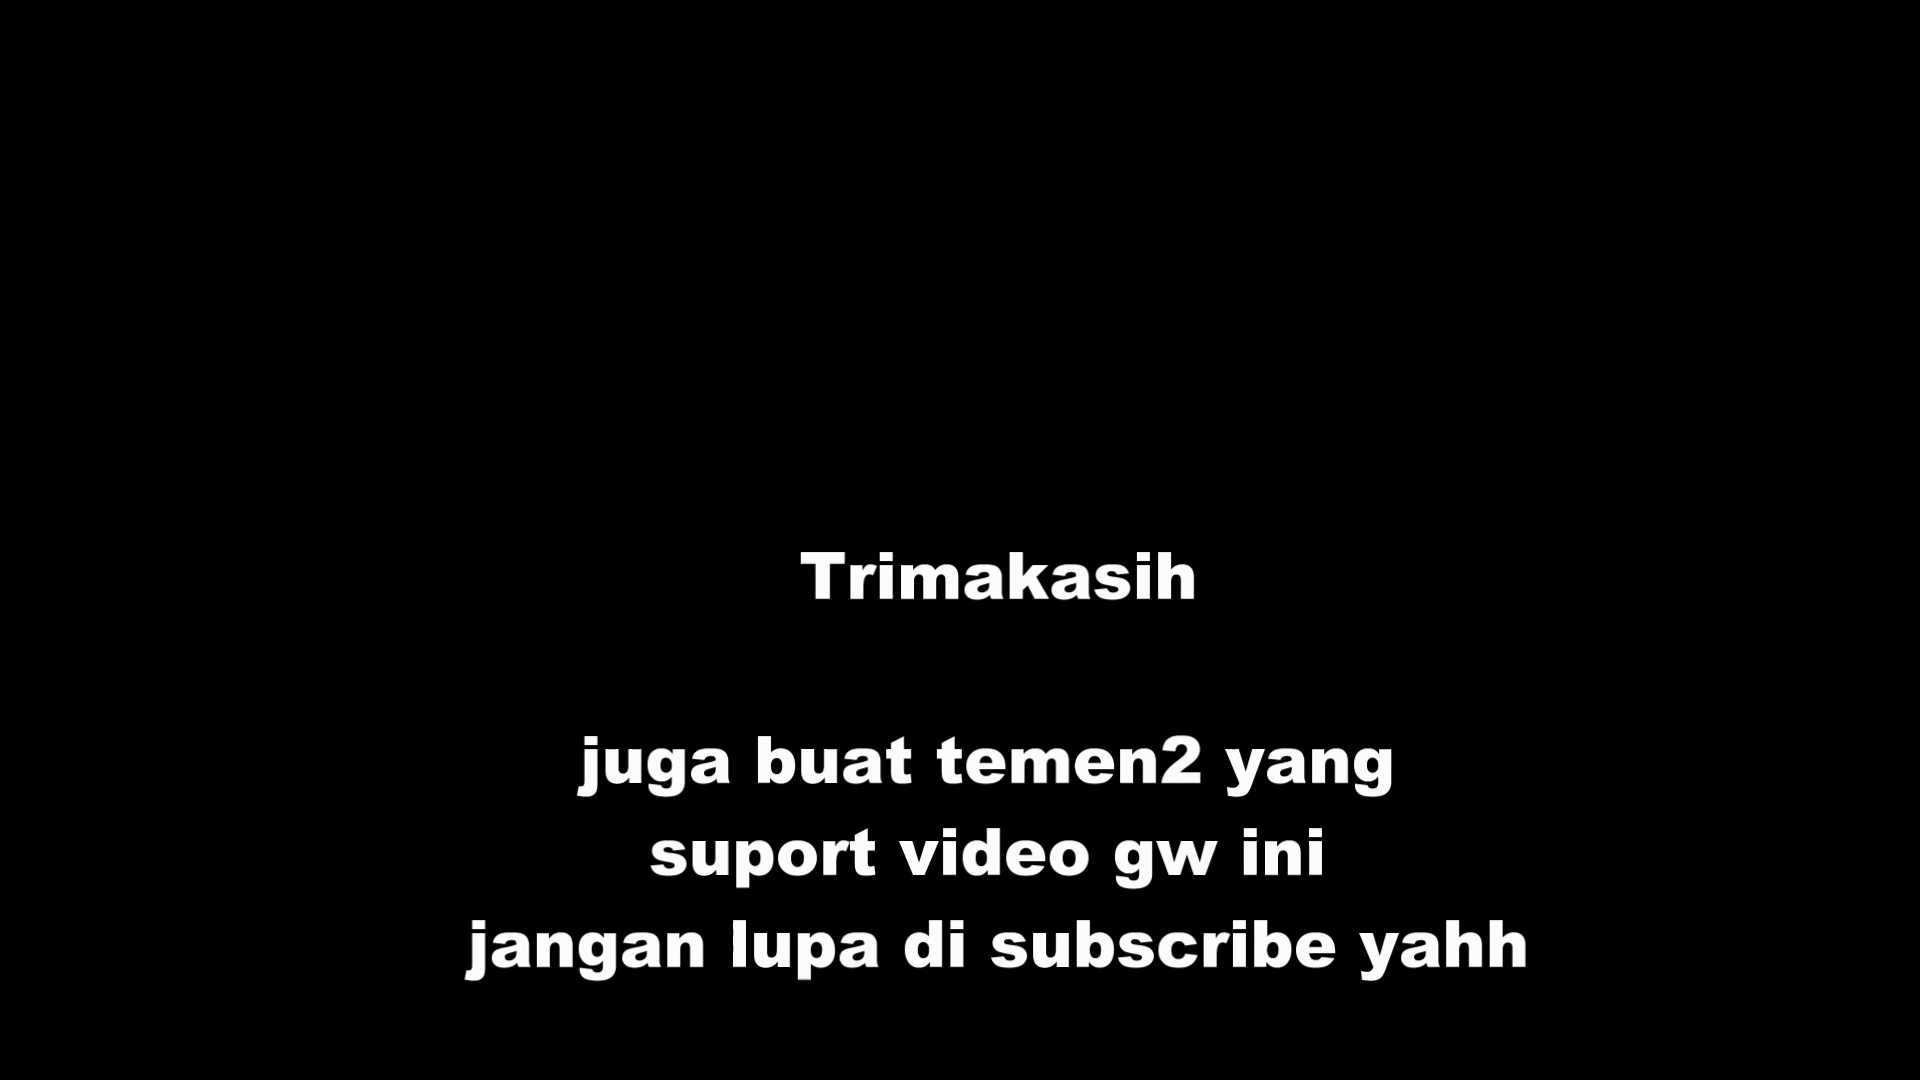 Trimakasih
juga buat temen2 yang
suport video gw ini
jangan lupa di subscribe yahh